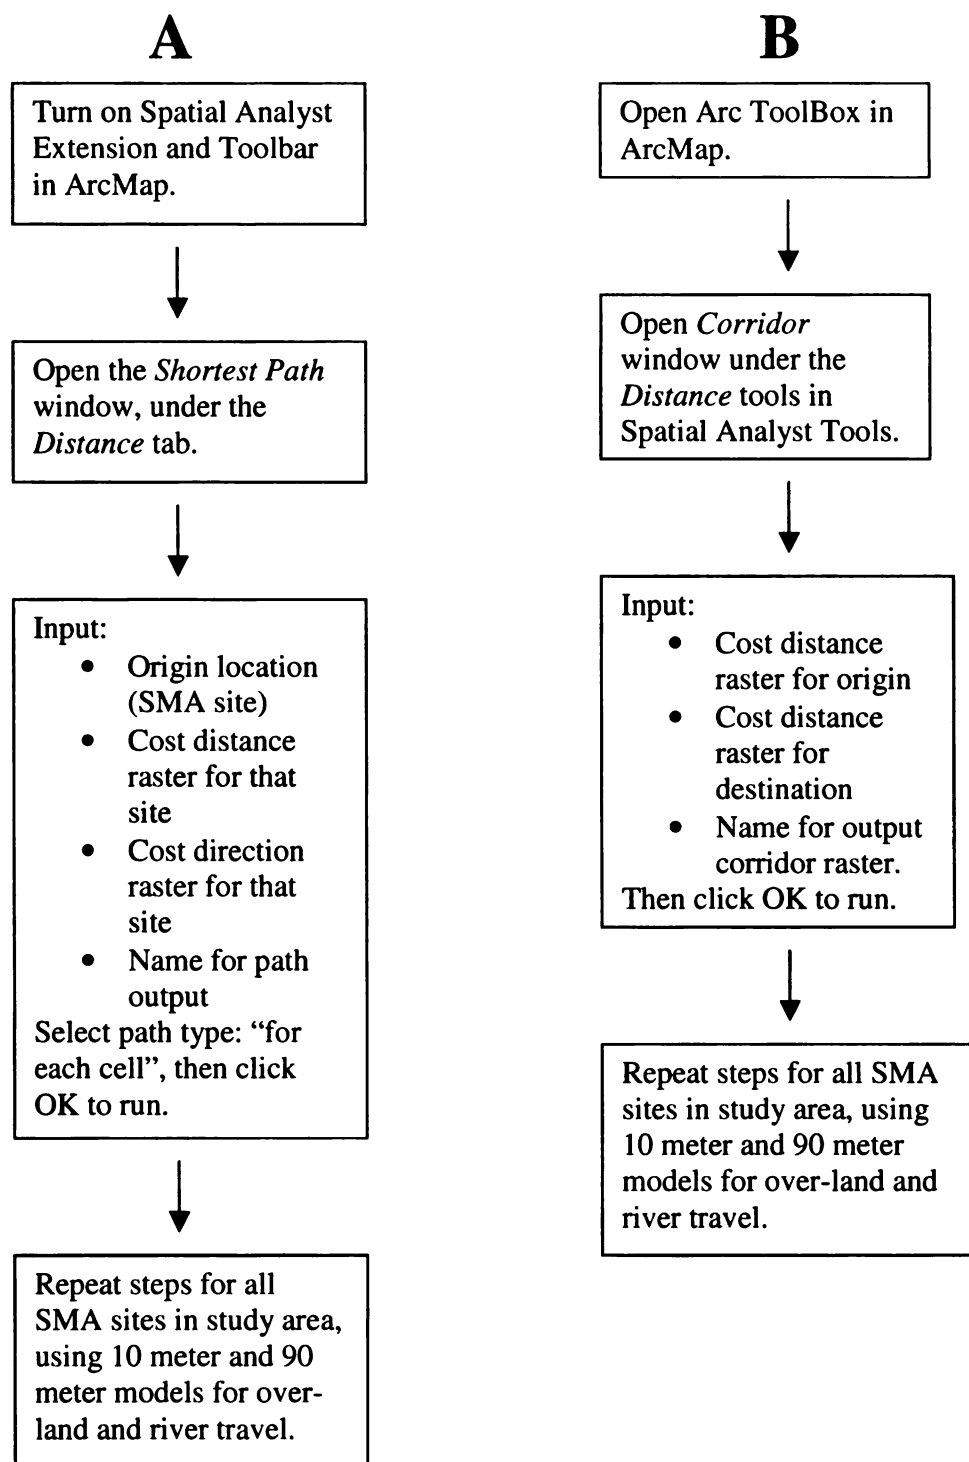 A
Turn on Spatial Analyst
Extension and Toolbar
in ArcMap.
Open the Shortest Path
window, under the
Distance tab.
Input:
• Origin location
(SMA site)
• Cost distance
raster for that
site
• Cost direction
raster for that
site
• Name for path
output
Select path type: “for
each cell”, then click
OK to run.
Repeat steps for all
SMA sites in study area,
using 10 meter and 90
meter models for over-
land and river travel.
B
Open Arc ToolBox in
ArcMap.
Open Corridor
window under the
Distance tools in
Spatial Analyst Tools.
Input:
• Cost distance
raster for origin
• Cost distance
raster for
destination
• Name for output
corridor raster.
Then click OK to run.
Repeat steps for all SMA
sites in study area, using
10 meter and 90 meter
models for over-land and
river travel.